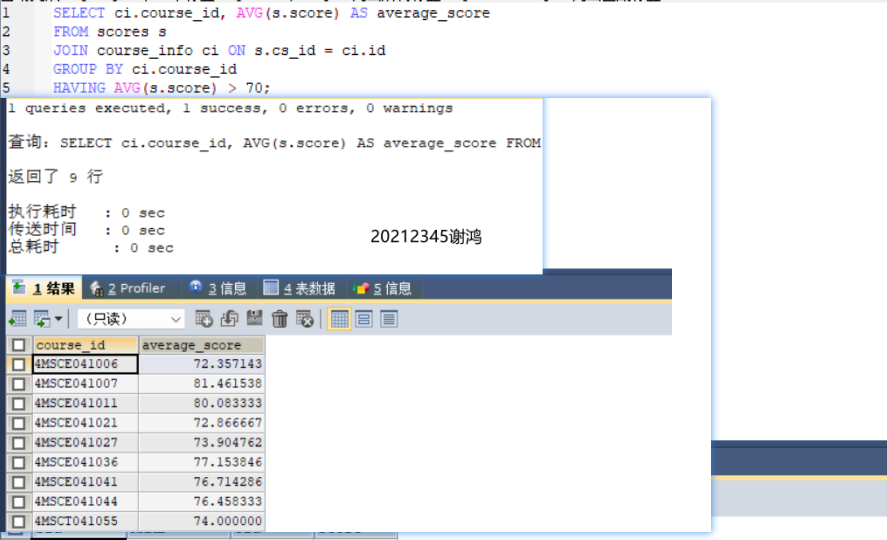 1 SELECT ci.course_id, AVG(s.score) AS average_score
2 FROM scores s
3 JOIN course_info ci ON s.cs_id = ci.id
4 GROUP BY ci.course_id
5 HAVING AVG(s.score) > 70;
1 queries executed, 1 success, 0 errors, 0 warnings
查询: SELECT ci.course_id, AVG(s.score) AS average_score FROM
返回了 9 行
执行耗时 : 0 sec
传送时间 : 0 sec
总耗时 : 0 sec
20212345谢鸿
1 结果 2 Profiler 3 信息 4 表数据 5 信息
(只读)
course_id average_score
4MSCE041006 72.357143
4MSCE041007 81.461538
4MSCE041011 80.083333
4MSCE041021 72.866667
4MSCE041027 73.904762
4MSCE041036 77.153846
4MSCE041041 76.714286
4MSCE041044 76.458333
4MSCT041055 74.000000